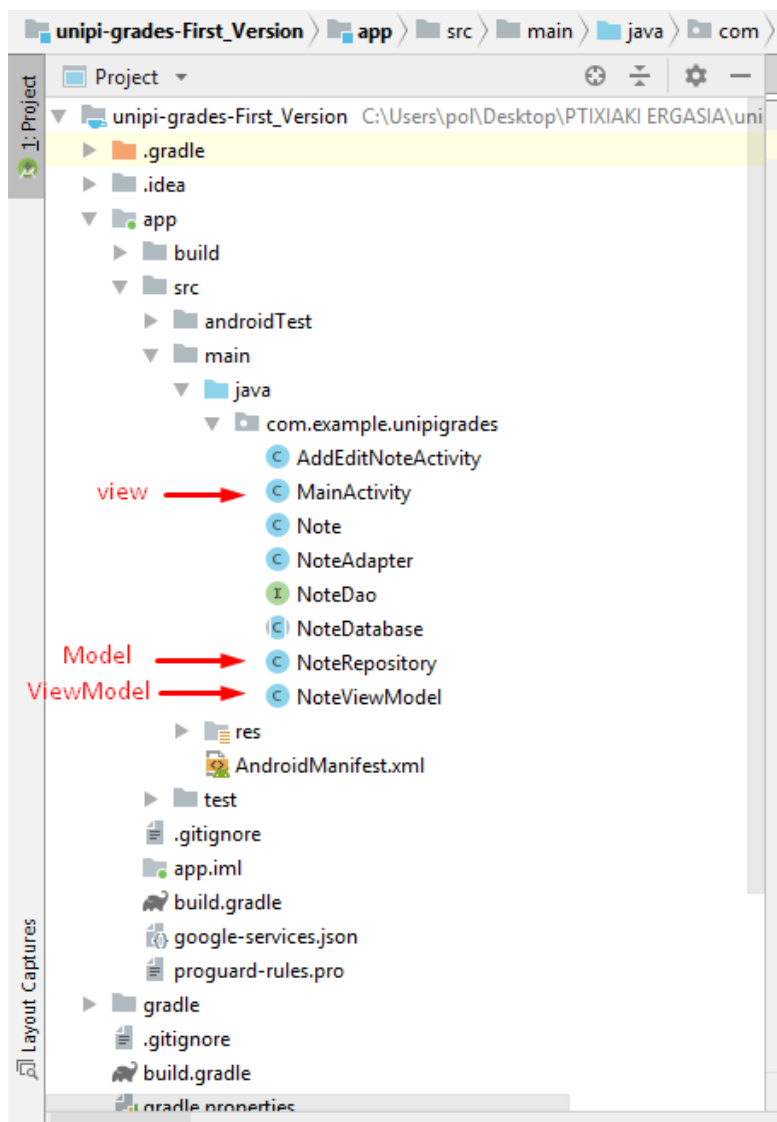 unipi-grades-First_Version app src main java com
Project
1: Project
unipi-grades-First_Version C:\Users\pol\Desktop\PTIXIAKI ERGASIA\uni
.gradle
.idea
app
build
src
androidTest
main
java
com.example.unipigrades
AddEditNoteActivity
view MainActivity
Note
NoteAdapter
NoteDao
NoteDatabase
Model NoteRepository
ViewModel NoteViewModel
res
AndroidManifest.xml
test
.gitignore
app.iml
build.gradle
google-services.json
proguard-rules.pro
Layout Captures
gradle
.gitignore
build.gradle
gradle.properties